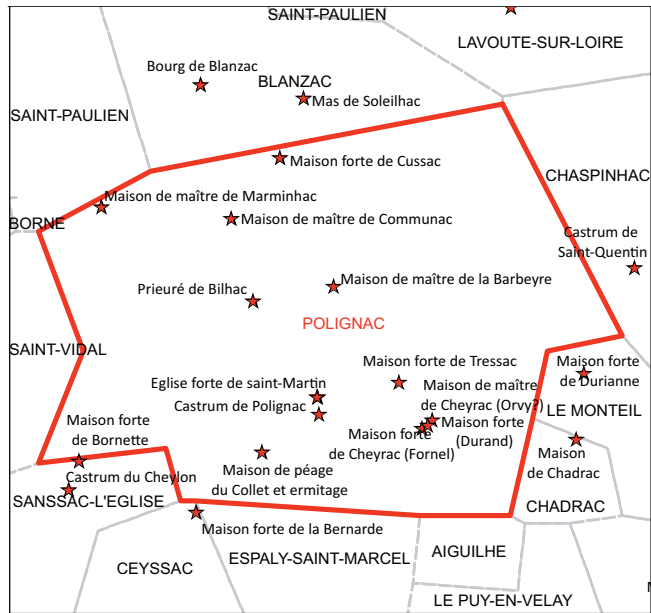 SAINT-PAULIEN
LAVOUTE-SUR-LOIRE
Bourg de Blanzac
BLANZAC
Mas de Soleilhac
SAINT-PAULIEN
Maison forte de Cussac
CHASPINHAC
Maison de maître de Marminhac
BORNE
Maison de maître de Communac
Castrum de
Saint-Quentin
Prieuré de Bilhac
Maison de maître de la Barbeyre
POLIGNAC
SAINT-VIDAL
Maison forte de Tressac
Maison forte
de Durianne
Eglise forte de saint-Martin
Castrum de Polignac
Maison de maître
de Cheyrac (Orvy?)
LE MONTEIL
Maison forte
de Bornette
Maison forte
de Cheyrac (Fornel)
Maison forte
(Durand)
Maison
de Chadrac
Castrum du Cheylon
Maison de péage
du Collet et ermitage
SANSSAC-L'EGLISE
CHADRAC
Maison forte de la Bernarde
ESPALY-SAINT-MARCEL
AIGUILHE
CEYSSAC
LE PUY-EN-VELAY